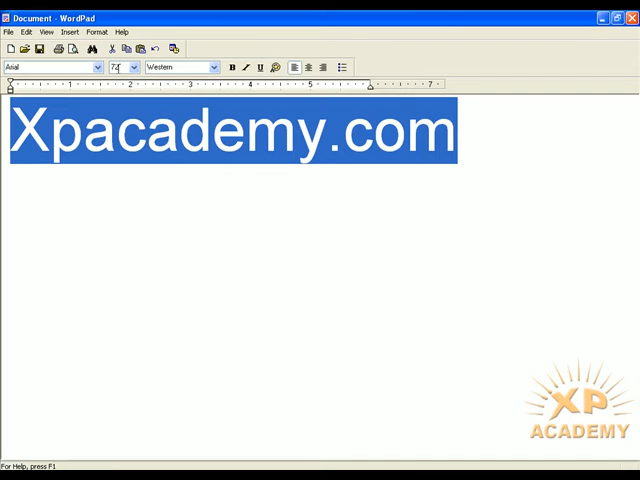 Document - WordPad
File Edit View Insert Format Help
Arial 72 Western B I U
1 2 3 4 5 7
Xpacademy.com
XP
ACADEMY
For Help, press F1